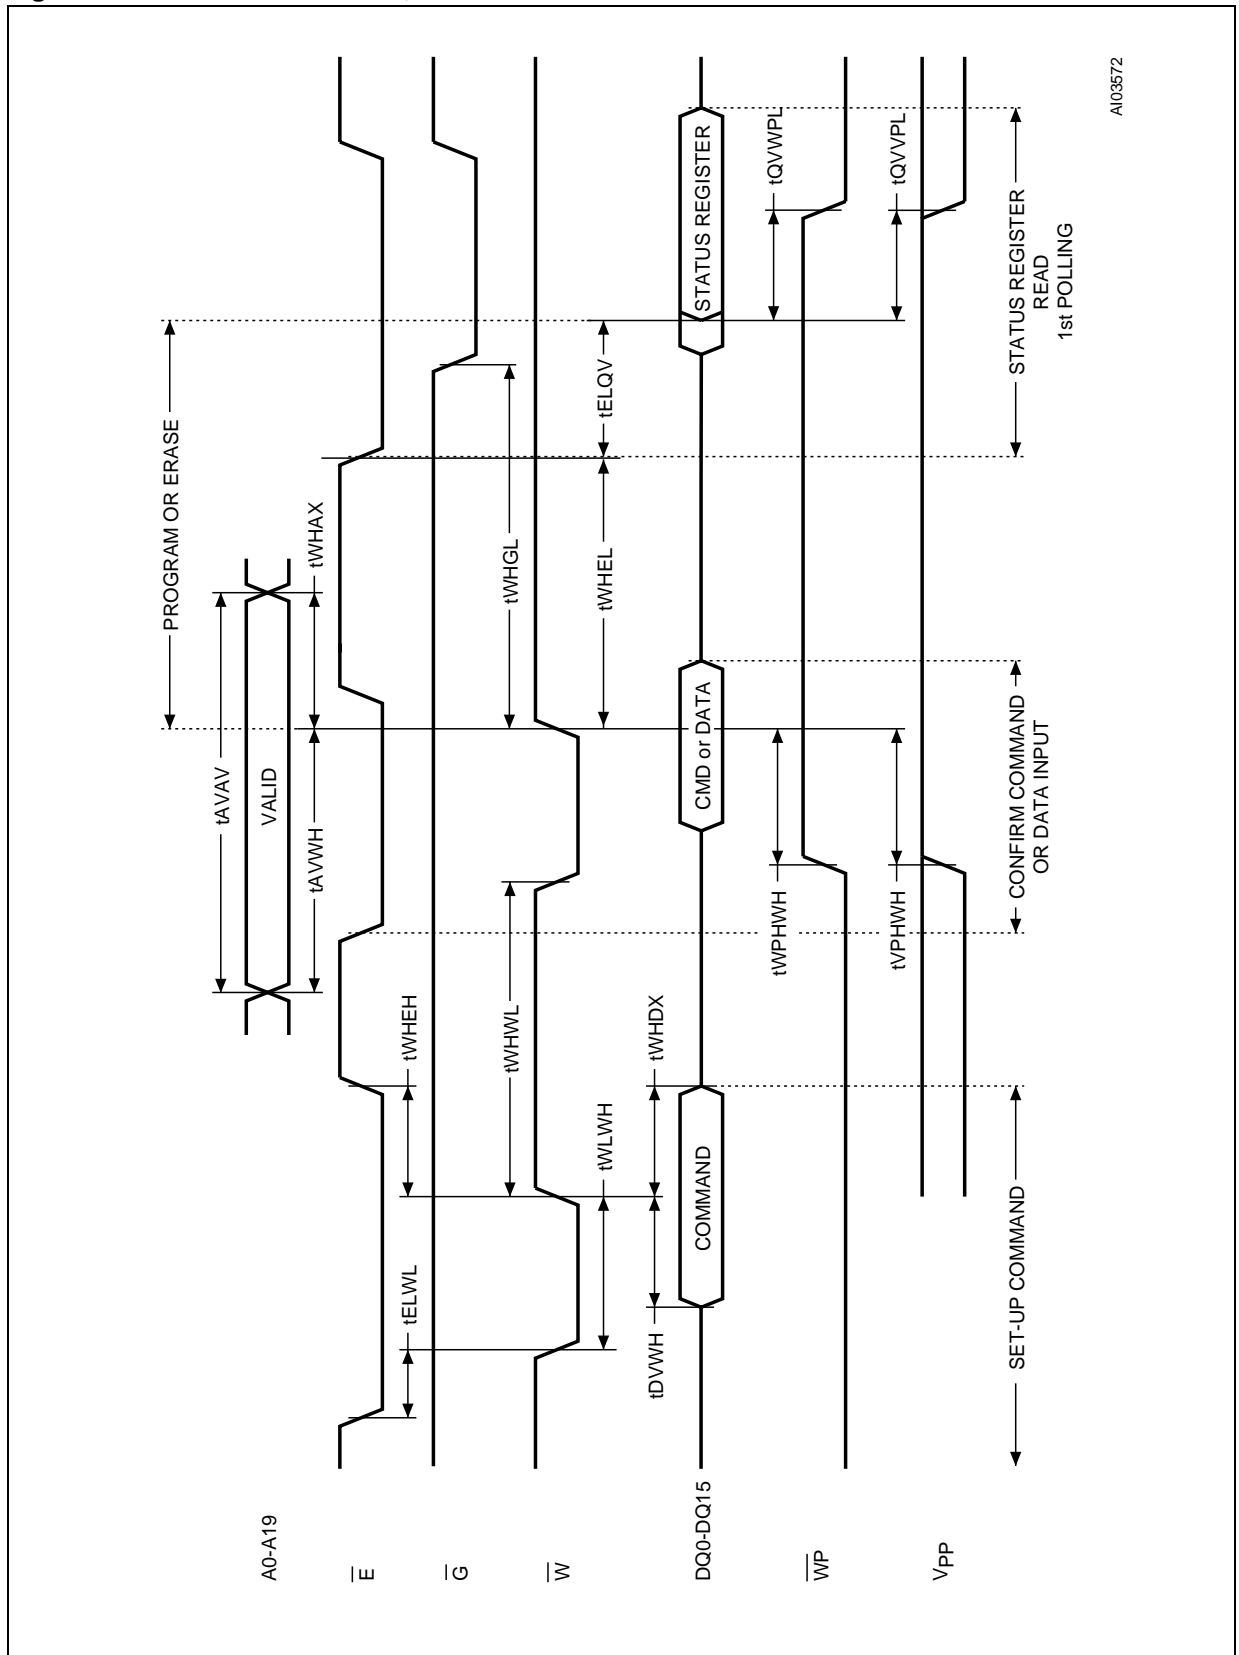 PROGRAM OR ERASE
tAVAV
A0-A19
VALID
tAVWH
tWHAX
E
tELWL
tWHEH
G
tWHWL
tWHGL
W
tWLWH
tWHEL
tELQV
tDVWH
tWHDX
DQ0-DQ15
COMMAND
CMD or DATA
STATUS REGISTER
tWPHWH
tQVWPL
WP
tVPHWH
tQVVPL
VPP
SET-UP COMMAND
CONFIRM COMMAND
OR DATA INPUT
STATUS REGISTER
READ
1st POLLING
AI03572